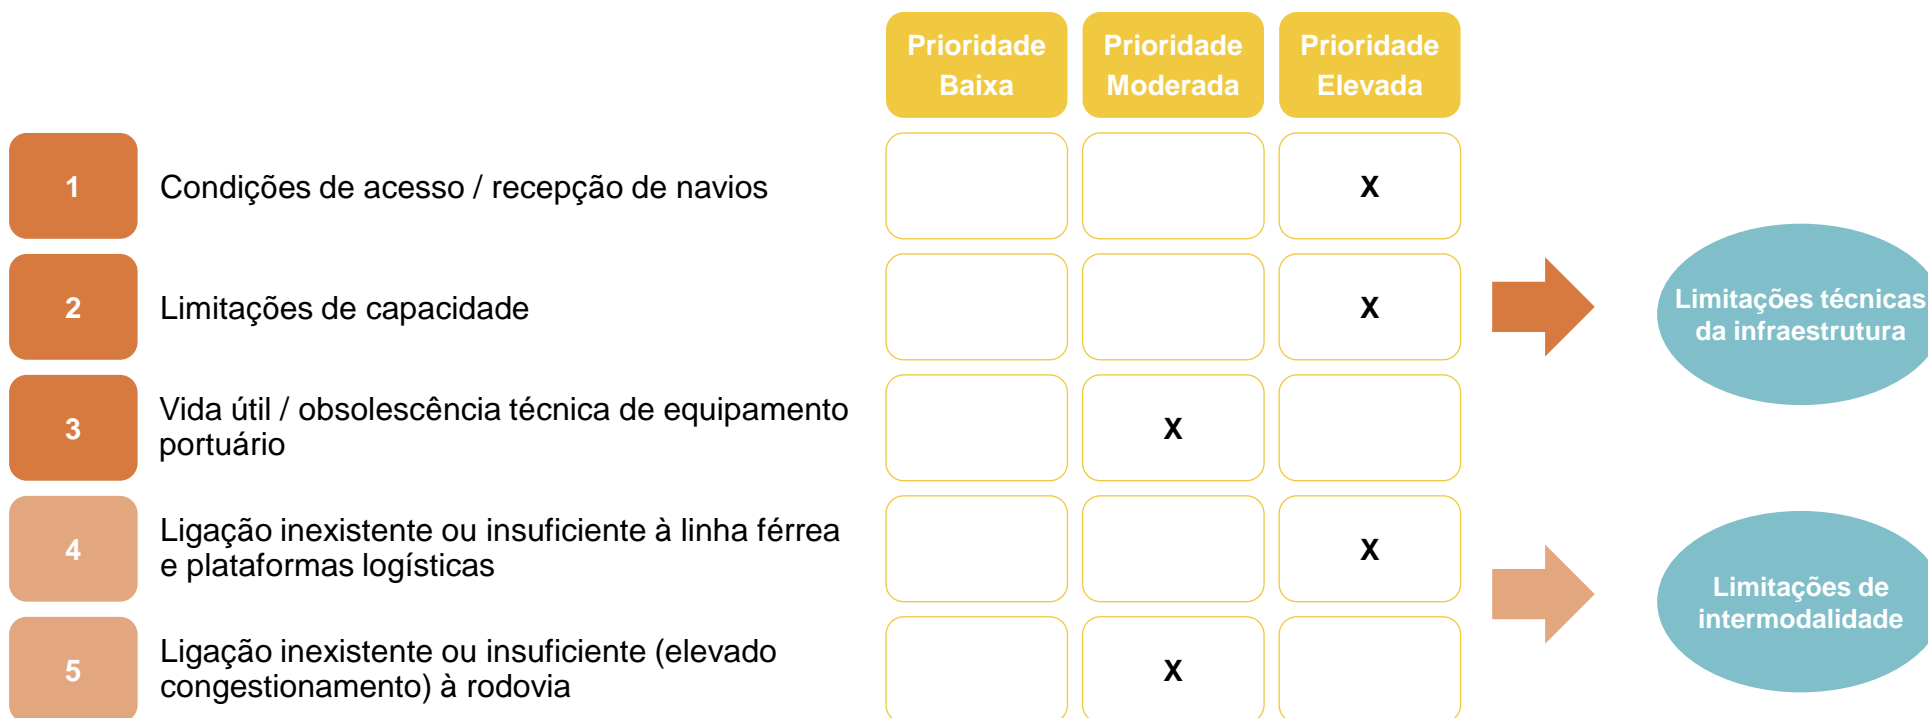 Prioridade
Baixa
Prioridade
Moderada
Prioridade
Elevada
1
Condições de acesso / recepção de navios
X
2
Limitações de capacidade
X
3
Vida útil / obsolescência técnica de equipamento
portuário
X
4
Ligação inexistente ou insuficiente à linha férrea
e plataformas logísticas
X
5
Ligação inexistente ou insuficiente (elevado
congestionamento) à rodovia
X
Limitações técnicas
da infraestrutura
Limitações de
intermodalidade